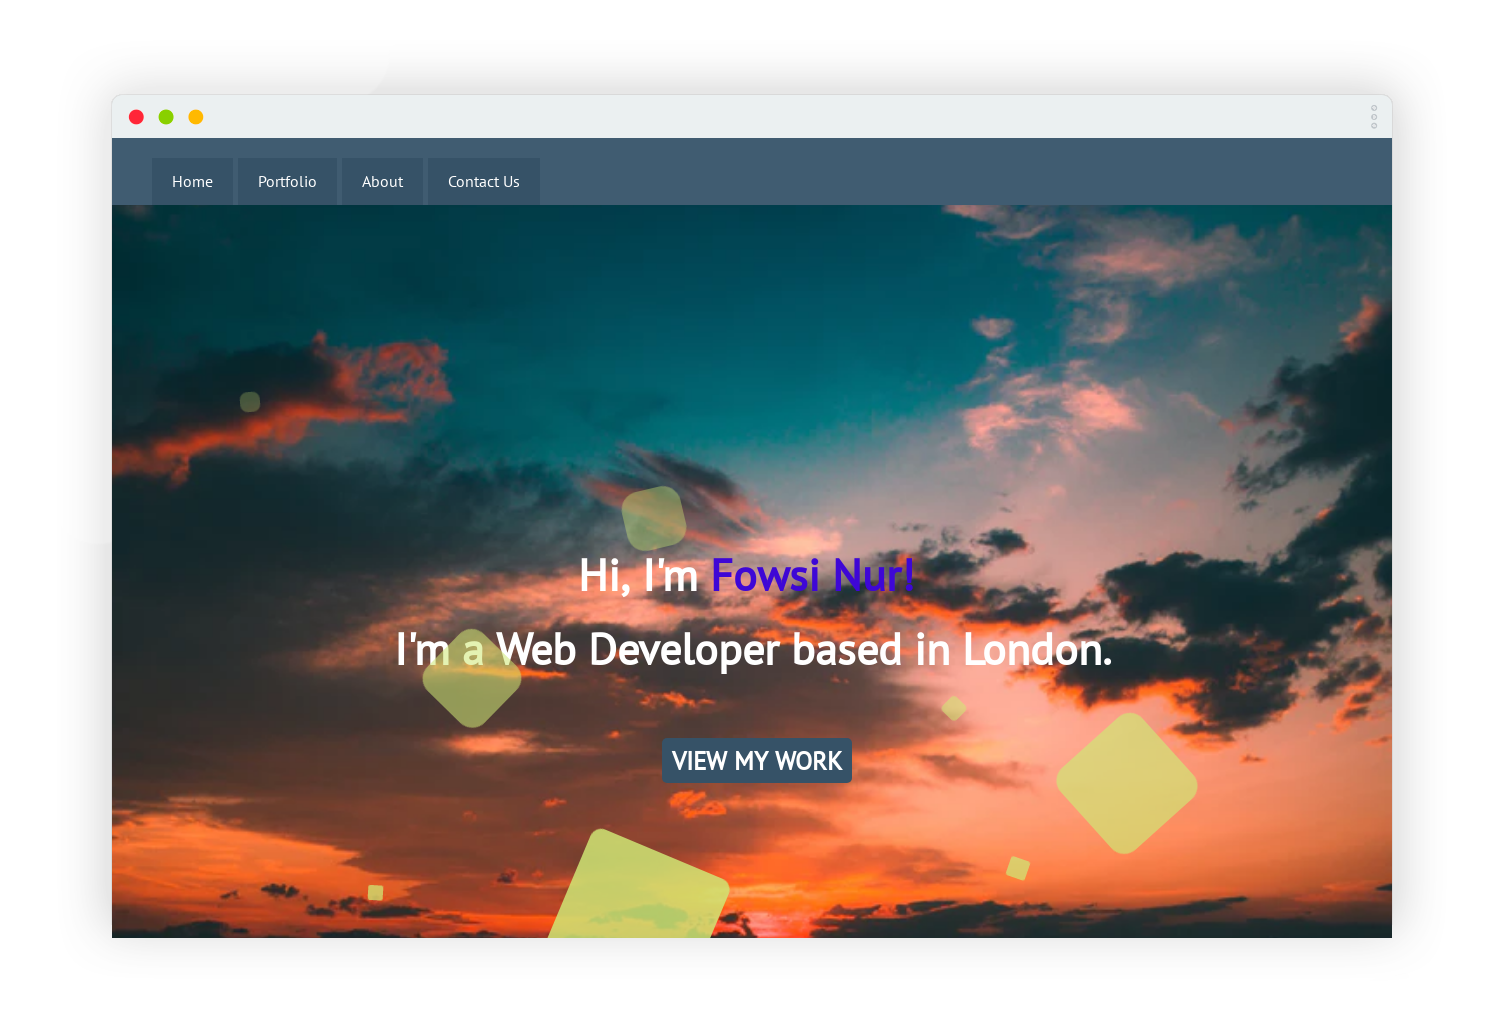 Home Portfolio About Contact Us
Hi, I'm Fowsi Nur!
I'm a Web Developer based in London.
VIEW MY WORK